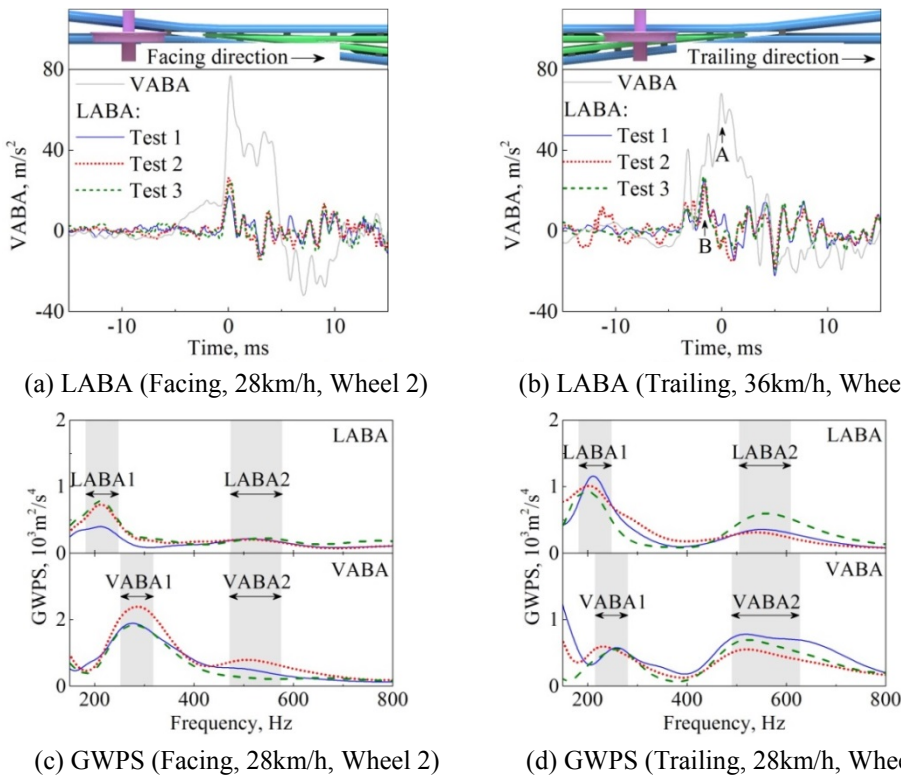 Facing direction
80
40
0
-40
VABA, m/s²
VABA
LABA:
Test 1
Test 2
Test 3
-10 0 10
Time, ms
(a) LABA (Facing, 28km/h, Wheel 2)
Trailing direction
80
40
0
-40
VABA, m/s²
VABA
LABA:
Test 1
Test 2
Test 3
A
B
-10 0 10
Time, ms
(b) LABA (Trailing, 36km/h, Whee
2
1
0
LABA
LABA1
LABA2
GWPS, 10³m²/s⁴
2
0
VABA
VABA1
VABA2
200 400 600 800
Frequency, Hz
(c) GWPS (Facing, 28km/h, Wheel 2)
2
1
0
LABA
LABA1
LABA2
GWPS, 10³m²/s⁴
1
0
VABA
VABA1
VABA2
200 400 600 800
Frequency, Hz
(d) GWPS (Trailing, 28km/h, Whee